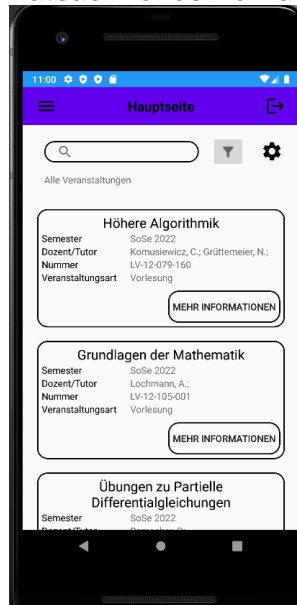 11:00
Hauptseite
Alle Veranstaltungen
Höhere Algorithmik
Semester SoSe 2022
Dozent/Tutor Komusiewicz, C.; Grüttemeier, N.;
Nummer LV-12-079-160
Veranstaltungsart Vorlesung
MEHR INFORMATIONEN
Grundlagen der Mathematik
Semester SoSe 2022
Dozent/Tutor Lochmann, A.;
Nummer LV-12-105-001
Veranstaltungsart Vorlesung
MEHR INFORMATIONEN
Übungen zu Partielle
Differentialgleichungen
Semester SoSe 2022